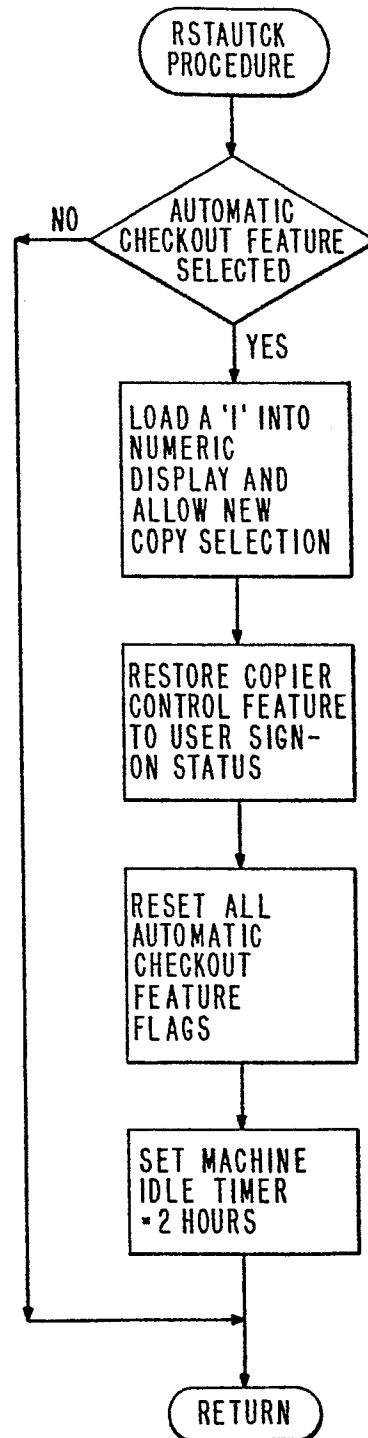 RSTAUTCK
PROCEDURE
AUTOMATIC
CHECKOUT FEATURE
SELECTED
NO
YES
LOAD A '1' INTO
NUMERIC
DISPLAY AND
ALLOW NEW
COPY SELECTION
RESTORE COPIER
CONTROL FEATURE
TO USER SIGN-
ON STATUS
RESET ALL
AUTOMATIC
CHECKOUT
FEATURE
FLAGS
SET MACHINE
IDLE TIMER
= 2 HOURS
RETURN